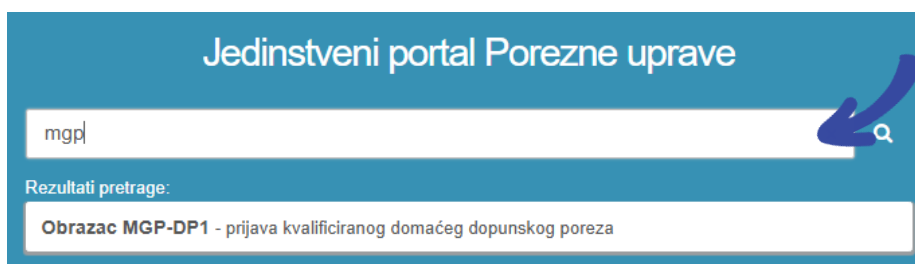 Jedinstveni portal Porezne uprave
mgp
Rezultati pretrage:
Obrazac MGP-DP1 - prijava kvalificiranog domaćeg dopunskog poreza